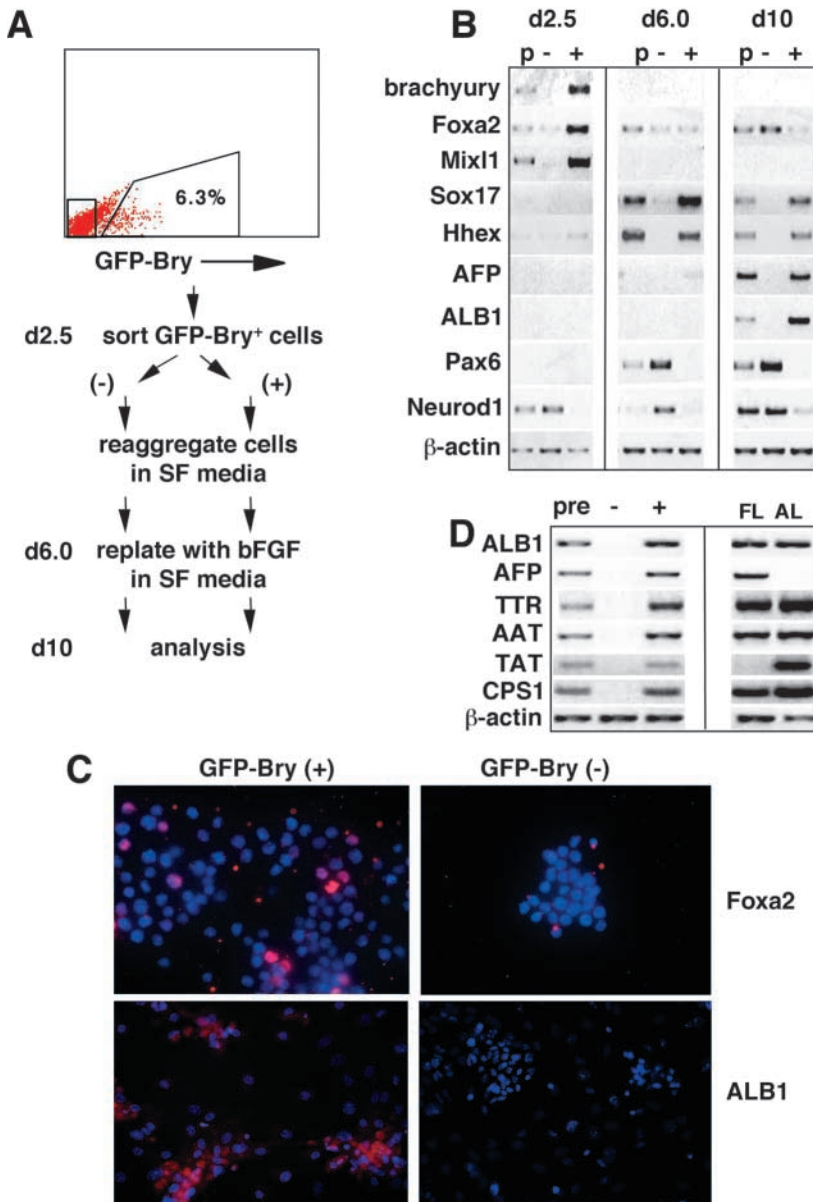 A
6.3%
GFP-Bry
d2.5 sort GFP-Bry+ cells
(-) (+)
reaggregate cells
in SF media
d6.0 replate with bFGF
in SF media
d10 analysis
B
d2.5 d6.0 d10
p - + p - + p - +
brachyury
Foxa2
Mixl1
Sox17
Hhex
AFP
ALB1
Pax6
Neurod1
β-actin
D
pre - + FL AL
ALB1
AFP
TTR
AAT
TAT
CPS1
β-actin
C
GFP-Bry (+) GFP-Bry (-)
Foxa2
ALB1